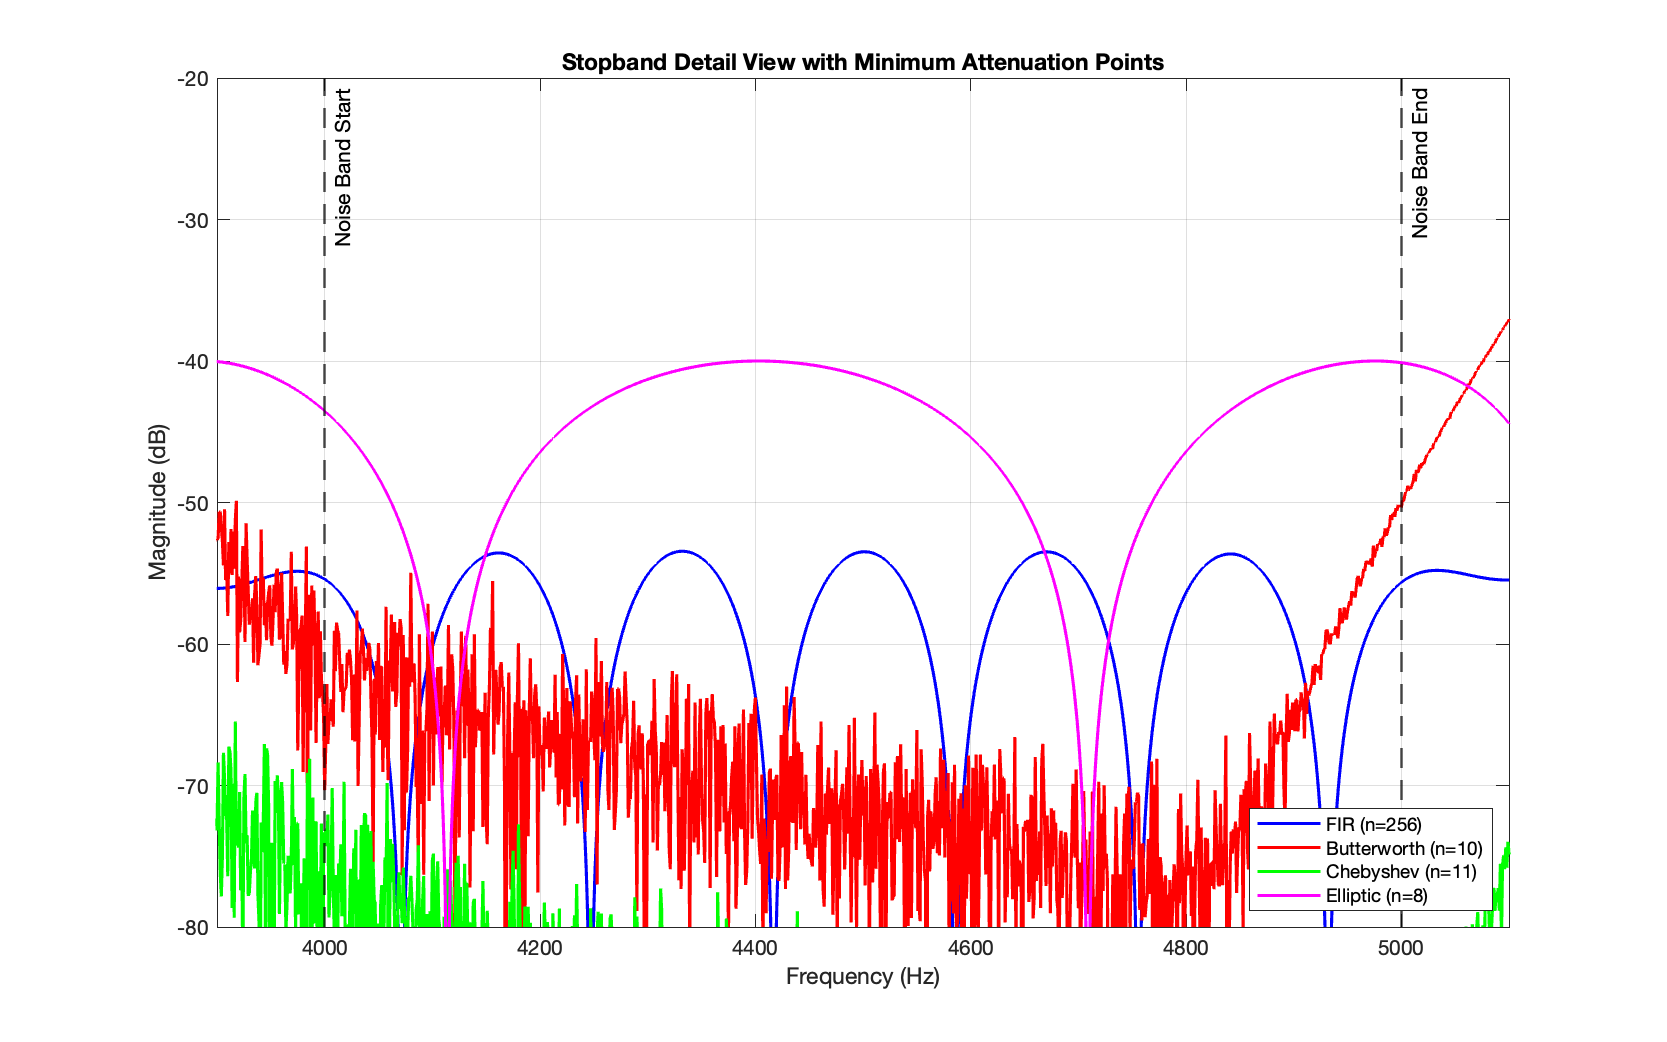 Stopband Detail View with Minimum Attenuation Points
-20
-30
-40
-50
-60
-70
-80
Magnitude (dB)
Noise Band Start
Noise Band End
FIR (n=256)
Butterworth (n=10)
Chebyshev (n=11)
Elliptic (n=8)
4000
4200
4400
4600
4800
5000
Frequency (Hz)